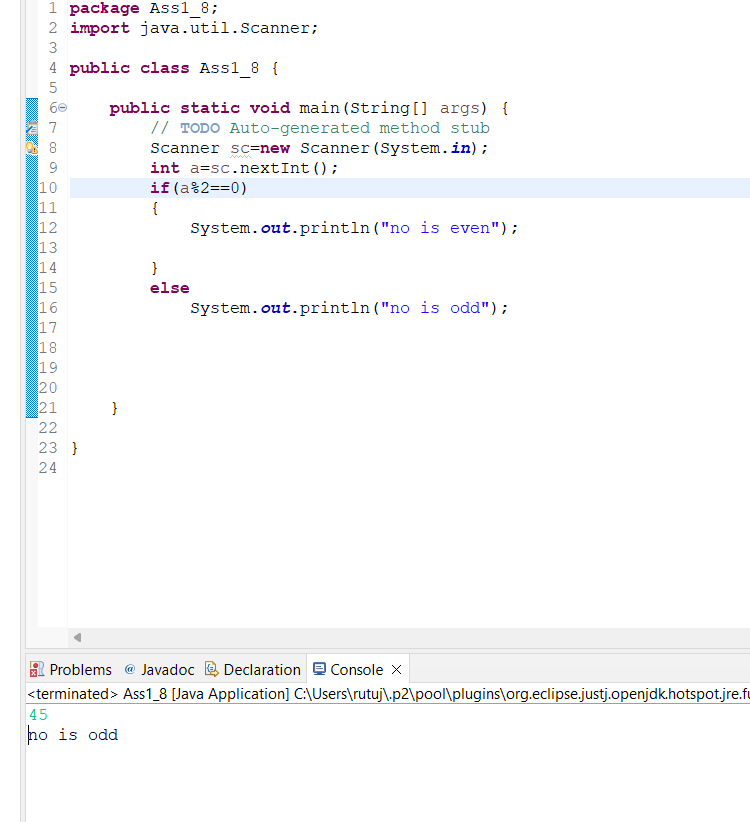 1 package Ass1_8;
2 import java.util.Scanner;
3
4 public class Ass1_8 {
5
6 public static void main(String[] args) {
7 // TODO Auto-generated method stub
8 Scanner sc=new Scanner(System.in);
9 int a=sc.nextInt();
10 if(a%2==0)
11 {
12 System.out.println("no is even");
13
14 }
15 else
16 System.out.println("no is odd");
17
18
19
20
21 }
22
23 }
24
Problems @ Javadoc Declaration Console
<terminated> Ass1_8 [Java Application] C:\Users\rutuj\.p2\pool\plugins\org.eclipse.justj.openjdk.hotspot.jre.fu
45
no is odd